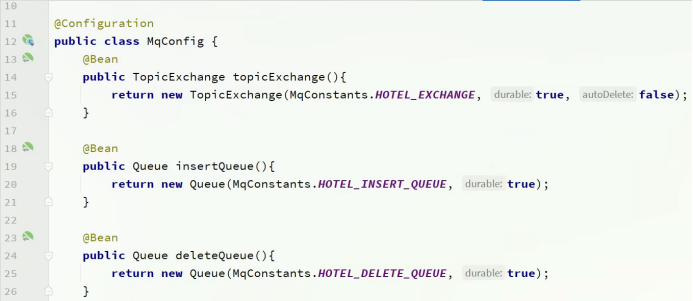 10
11 @Configuration
12 public class MqConfig {
13 @Bean
14 public TopicExchange topicExchange(){
15 return new TopicExchange(MqConstants.HOTEL_EXCHANGE, durable: true, autoDelete: false);
16 }
17
18 @Bean
19 public Queue insertQueue(){
20 return new Queue(MqConstants.HOTEL_INSERT_QUEUE, durable: true);
21 }
22
23 @Bean
24 public Queue deleteQueue(){
25 return new Queue(MqConstants.HOTEL_DELETE_QUEUE, durable: true);
26 }